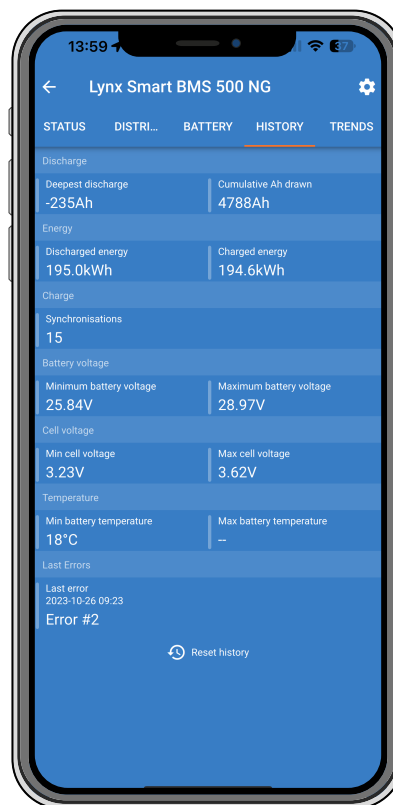 13:59
37
Lynx Smart BMS 500 NG
STATUS DISTRI... BATTERY HISTORY TRENDS
Discharge
Deepest discharge Cumulative Ah drawn
-235Ah 4788Ah
Energy
Discharged energy Charged energy
195.0kWh 194.6kWh
Charge
Synchronisations
15
Battery voltage
Minimum battery voltage Maximum battery voltage
25.84V 28.97V
Cell voltage
Min cell voltage Max cell voltage
3.23V 3.62V
Temperature
Min battery temperature Max battery temperature
18°C --
Last Errors
Last error
2023-10-26 09:23
Error #2
Reset history